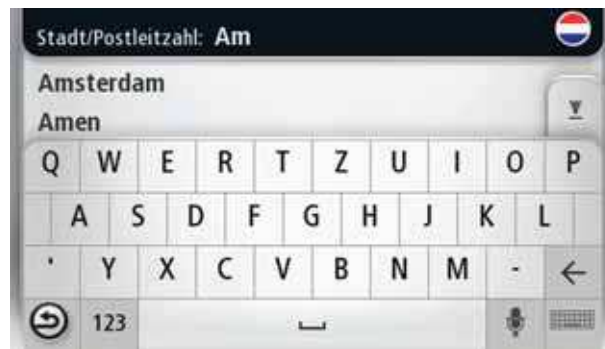 Stadt/Postleitzahl: Am
Amsterdam
Amen
Q W E R T Z U I O P
A S D F G H J K L
' Y X C V B N M -
123